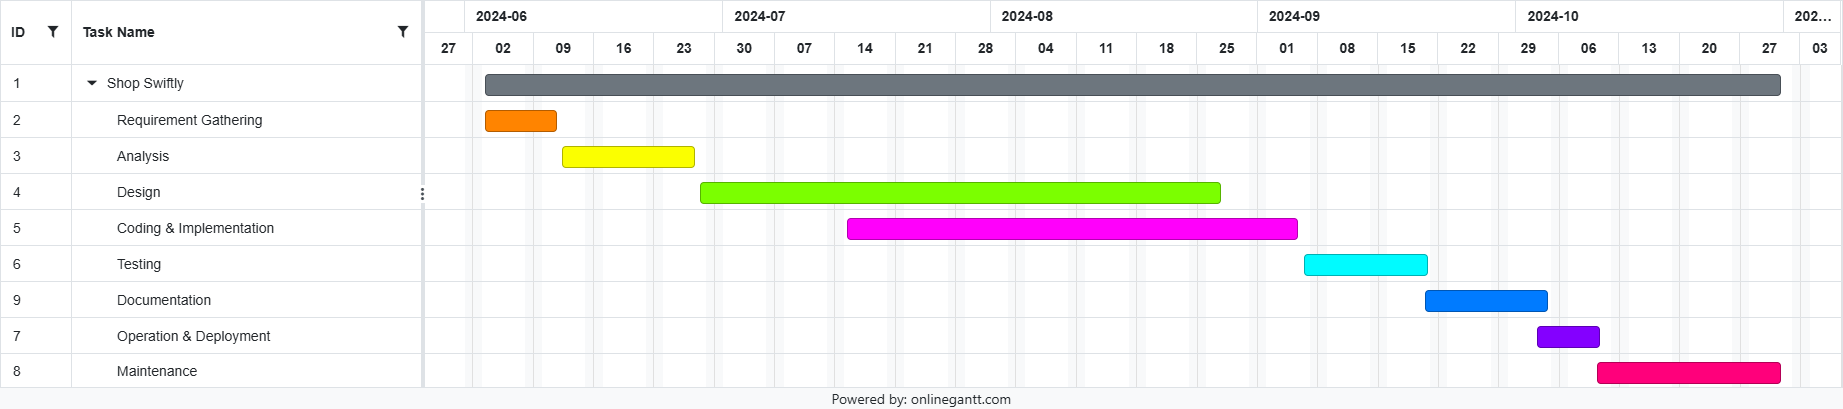 ID Task Name 2024-06 2024-07 2024-08 2024-09 2024-10 202...
27 02 09 16 23 30 07 14 21 28 04 11 18 25 01 08 15 22 29 06 13 20 27 03
1 Shop Swiftly
2 Requirement Gathering
3 Analysis
4 Design
5 Coding & Implementation
6 Testing
9 Documentation
7 Operation & Deployment
8 Maintenance
Powered by: onlinegantt.com